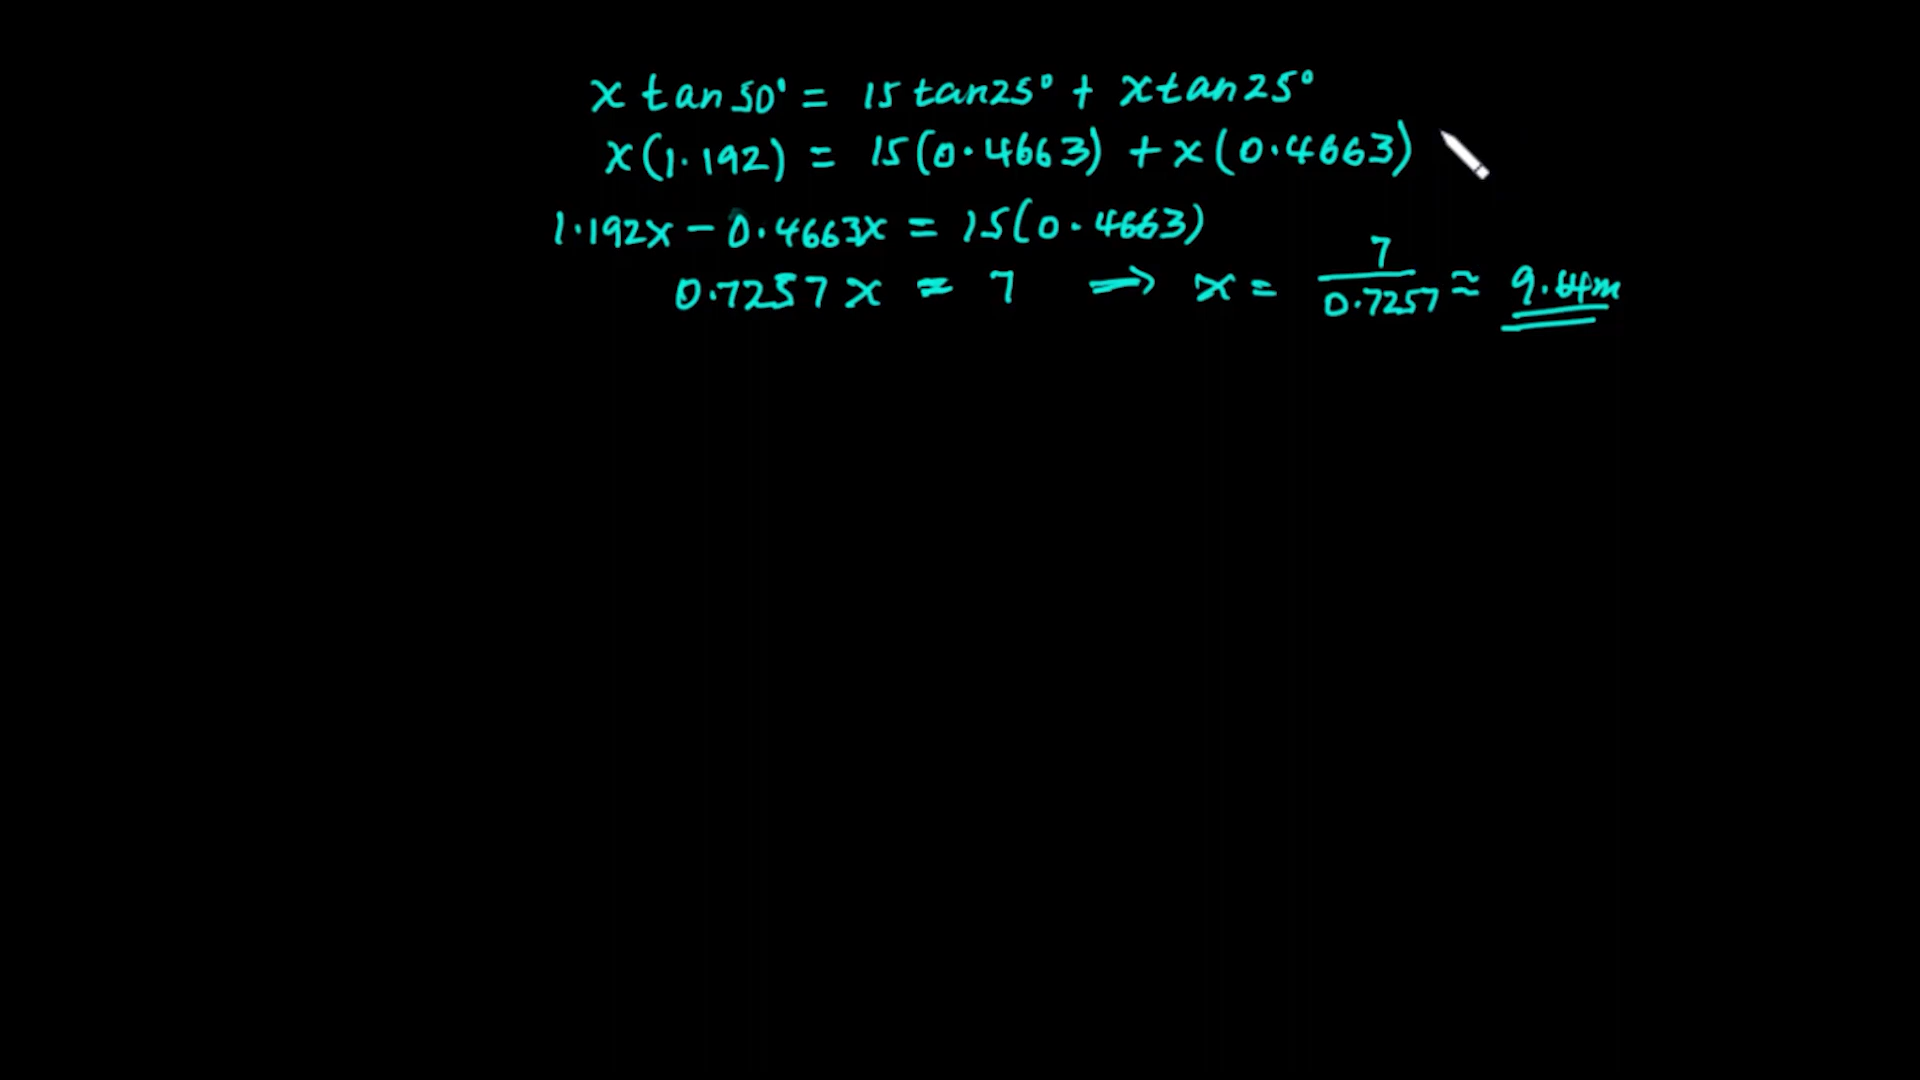 x tan 50° = 15 tan 25° + x tan 25°
x(1.192) = 15(0.4663) + x(0.4663)
1.192x − 0.4663x = 15(0.4663)
0.7257x = 7 ⟹ x = 7/0.7257 ≈ 9.64m